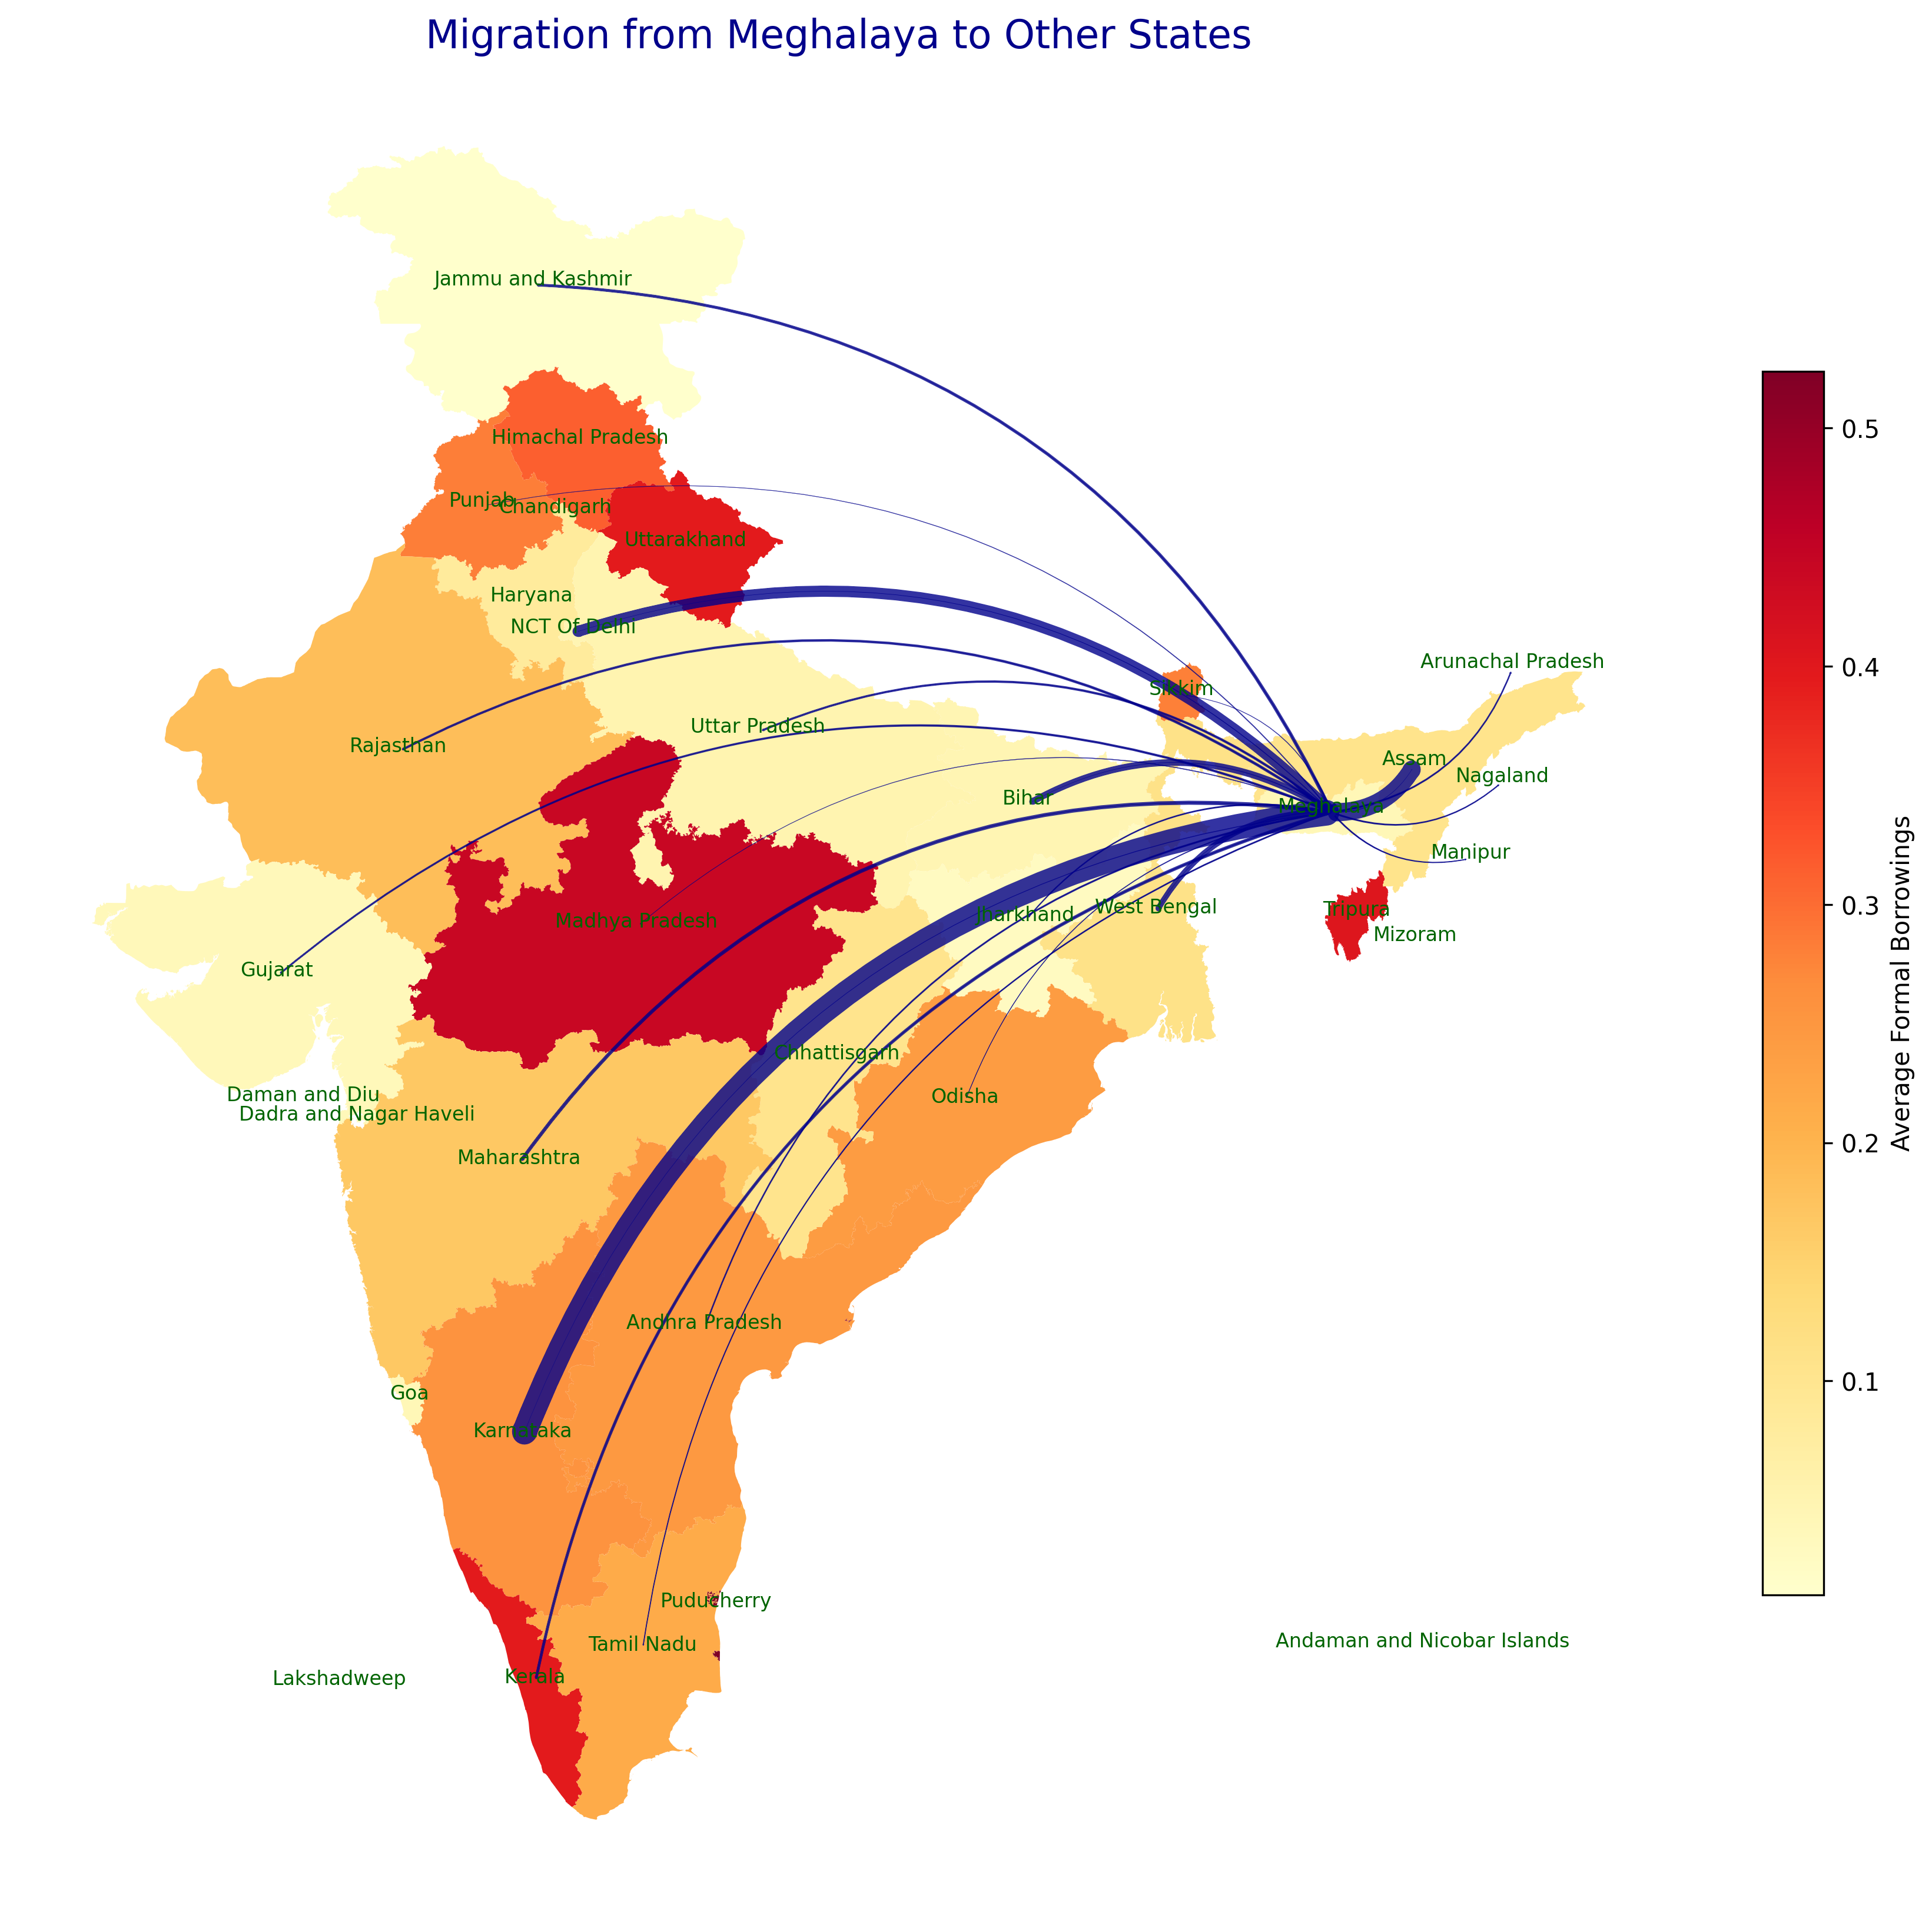 Migration from Meghalaya to Other States
Jammu and Kashmir
Himachal Pradesh
Punjab
Chandigarh
Uttarakhand
Haryana
NCT Of Delhi
Arunachal Pradesh
Sikkim
Uttar Pradesh
Rajasthan
Assam
Nagaland
Bihar
Meghalaya
Manipur
West Bengal
Tripura
Jharkhand
Madhya Pradesh
Mizoram
Gujarat
Chhattisgarh
Daman and Diu
Odisha
Dadra and Nagar Haveli
Maharashtra
Andhra Pradesh
Goa
Karnataka
Puducherry
Tamil Nadu
Andaman and Nicobar Islands
Kerala
Lakshadweep
0.5
0.4
0.3
0.2
0.1
Average Formal Borrowings